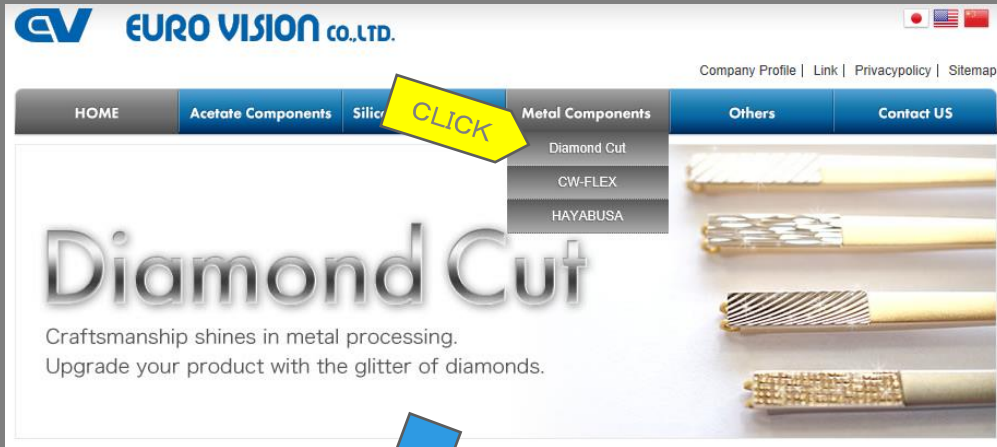 EURO VISION CO.,LTD.
Company Profile | Link | Privacypolicy | Sitemap
HOME Acetate Components Metal Components Others Contact US
CLICK
Diamond Cut
CW-FLEX
HAYABUSA
Diamond Cut
Craftsmanship shines in metal processing.
Upgrade your product with the glitter of diamonds.